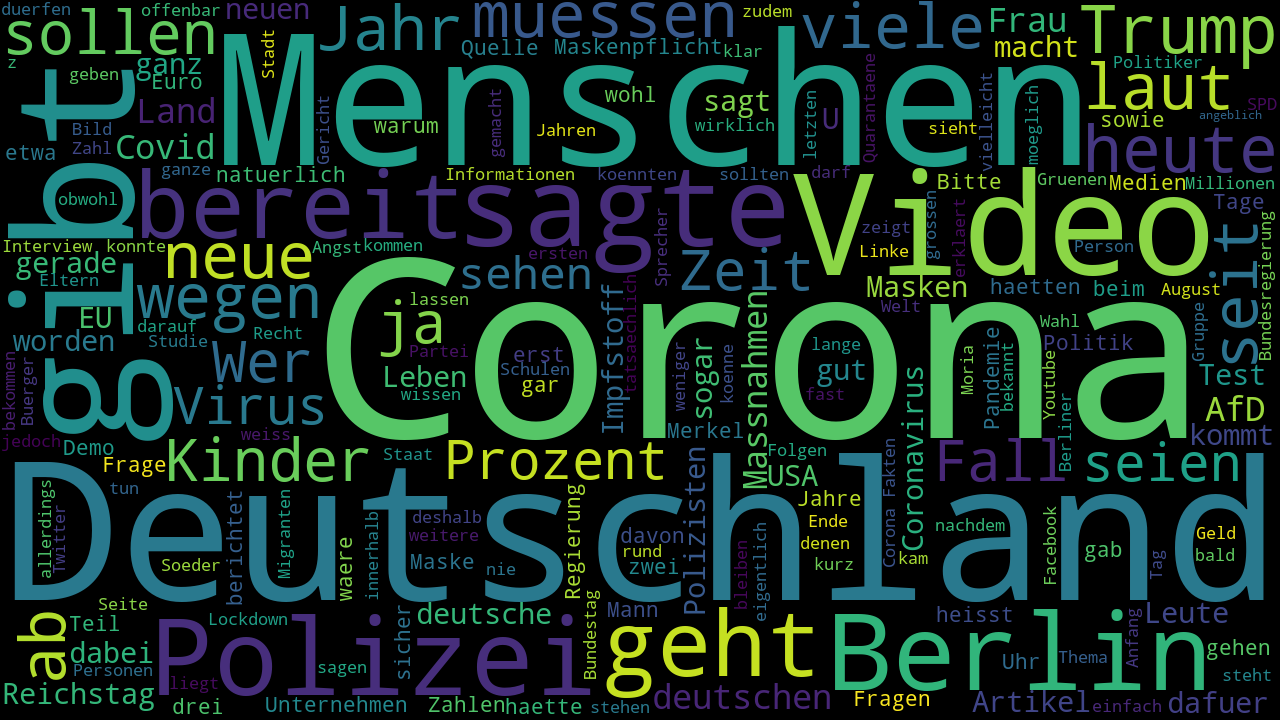 duerfen
offenbar
neuen
Jahr
muessen
zudem
viele
Frau
Trump
sollen
Stadt
Quelle
Maskenpflicht
klar
macht
Politiker
z
geben
ganz
Euro
Menschen
laut
gibt
Land
Gericht
warum
gemacht
Jahren
wohl
sagt
wirklich
letzten
U
Quarantaene
sieht
vielleicht
moeglich
sowie
SPD
angeblich
Bild
Zahl
etwa
Covid
heute
ganze
natuerlich
Informationen
koennten
sollten
darf
Bitte
Gruenen
Medien
Millionen
obwohl
bereits
sagte
Video
Tage
Interview
konnte
neue
Angst
kommen
ersten
Sprecher
zeigt
Linke
grossen
erklaert
Person
seit
gerade
Eltern
wegen
sehen
Zeit
Masken
haetten
beim
August
Bundesregierung
EU
lassen
Corona
Welt
worden
darauf
Studie
Recht
ja
Impfstoff
Massnahmen
Wahl
Politik
Gruppe
bekommen
Buerger
Wer
Partei
erst
Schulen
tatsaechlich
weniger
koenne
lange
Pandemie
Moria
bekannt
Youtube
Test
Virus
Leben
wissen
gar
sogar
gut
fast
Coronavirus
AfD
jedoch
Demo
weiss
Merkel
Folgen
Berliner
kommt
Frage
Kinder
Staat
Prozent
Polizisten
USA
Corona Fakten
Fall
seien
tun
allerdings
Twitter
Deutschland
berichtet
Migranten
innerhalb
deshalb
weitere
Regierung
davon
Jahre
Ende
nachdem
Facebook
gab
Geld
Soeder
waere
Maske
nie
rund
zwei
bleiben
eigentlich
denen
kurz
kam
Tag
bald
Seite
Lockdown
sicher
deutsche
Bundestag
Mann
heisst
Anfang
Leute
ab
Teil
dabei
Polizei
geht
Berlin
gehen
Personen
liegt
sagen
Uhr
Thema
steht
Reichstag
drei
Unternehmen
Zahlen
haette
stehen
deutschen
Fragen
Artikel
einfach
dafuer